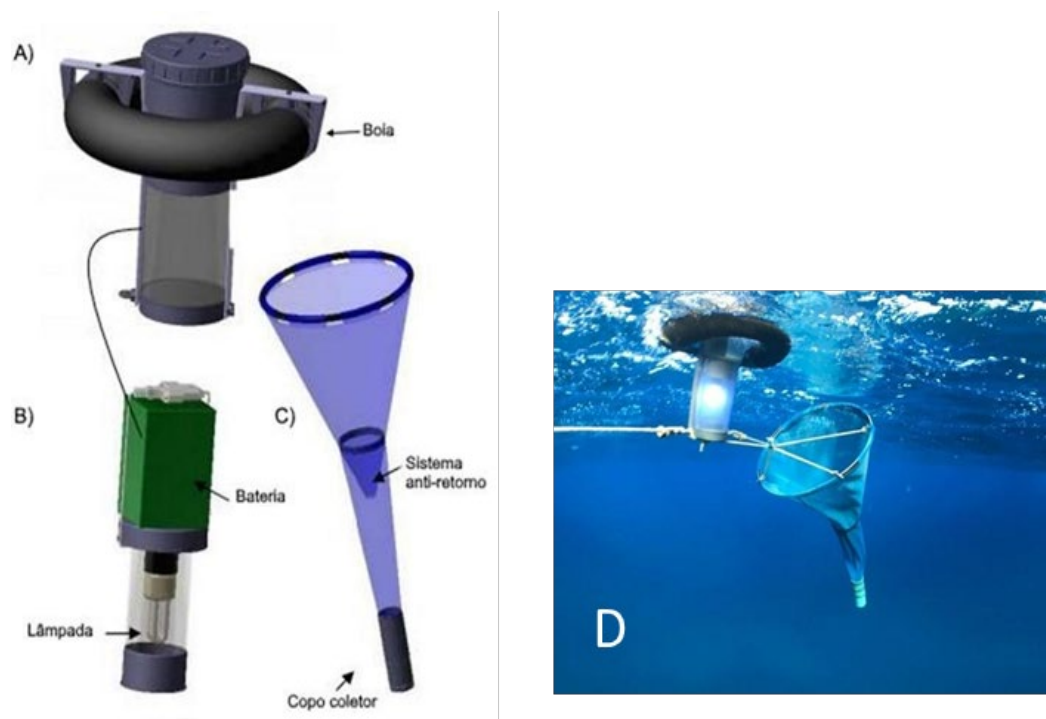 A)
Boia
B)
Bateria
Lâmpada
C)
Sistema
anti-retorno
Copo coletor
D